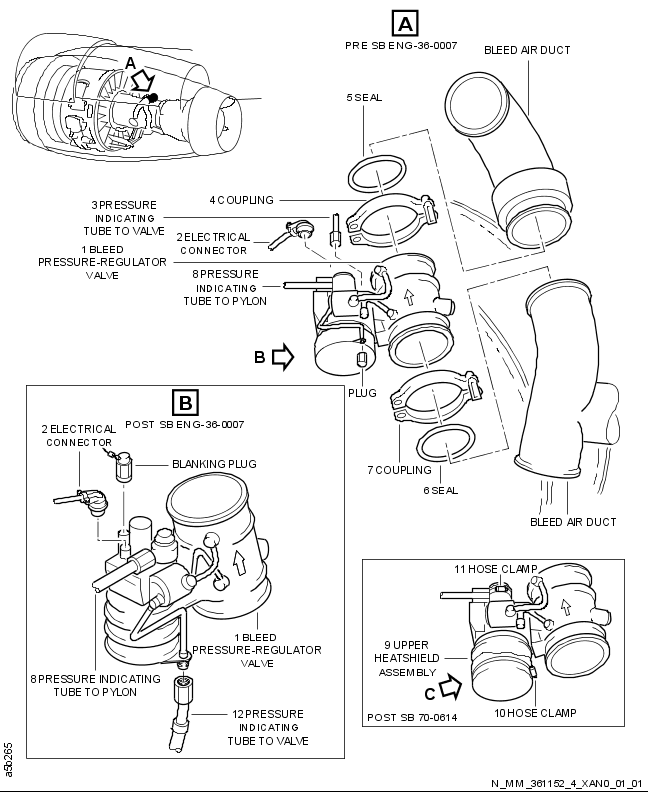 A
PRE SB ENG-36-0007
BLEED AIR DUCT
A
5 SEAL
4 COUPLING
3 PRESSURE
INDICATING
TUBE TO VALVE
2 ELECTRICAL
CONNECTOR
1 BLEED
PRESSURE-REGULATOR
VALVE
8 PRESSURE
INDICATING
TUBE TO PYLON
B
PLUG
7 COUPLING
6 SEAL
BLEED AIR DUCT
B
POST SB ENG-36-0007
2 ELECTRICAL
CONNECTOR
BLANKING PLUG
1 BLEED
PRESSURE-REGULATOR
VALVE
8 PRESSURE INDICATING
TUBE TO PYLON
12 PRESSURE
INDICATING
TUBE TO VALVE
11 HOSE CLAMP
9 UPPER
HEATSHIELD
ASSEMBLY
C
10 HOSE CLAMP
POST SB 70-0614
a5b265
N_MM_361152_4_XAN0_01_01